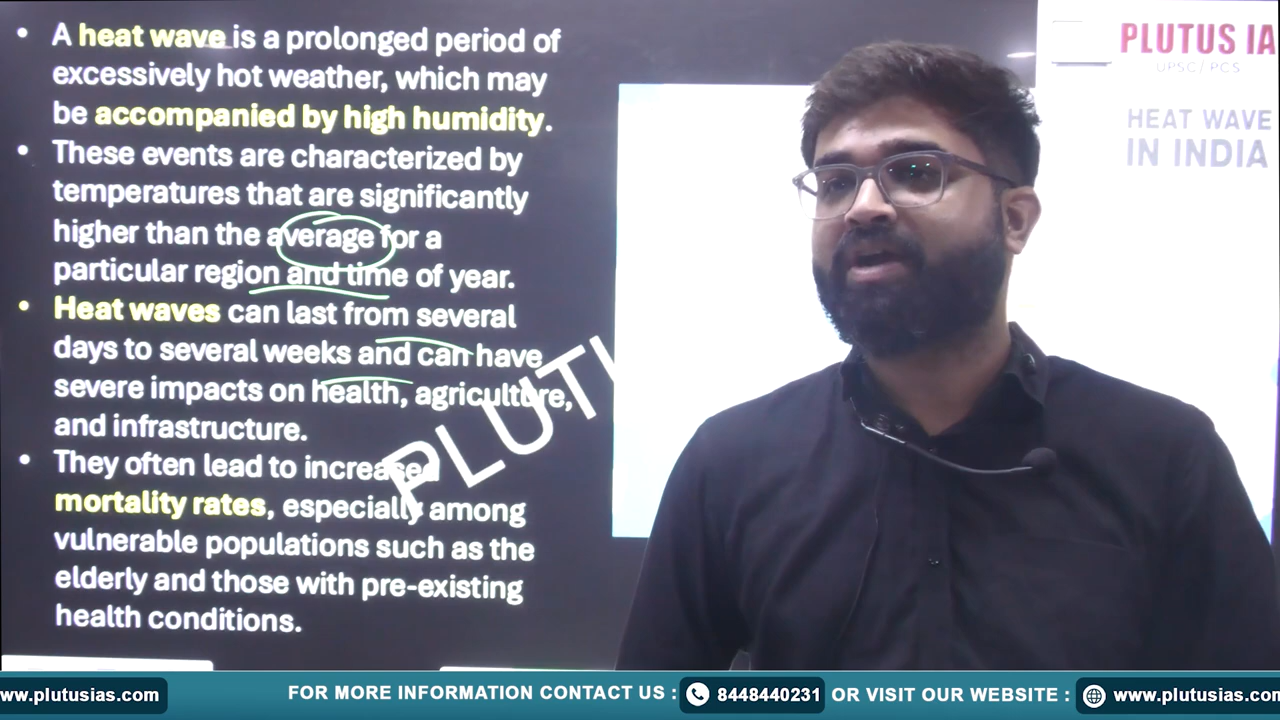 • A heat wave is a prolonged period of
excessively hot weather, which may
be accompanied by high humidity.
• These events are characterized by
temperatures that are significantly
higher than the average for a
particular region and time of year.
• Heat waves can last from several
days to several weeks and can have
severe impacts on health, agriculture,
and infrastructure.
• They often lead to increased
mortality rates, especially among
vulnerable populations such as the
elderly and those with pre-existing
health conditions.
PLUTU
PLUTUS IA
UPSC/ PCS
HEAT WAVE
IN INDIA
www.plutusias.com
FOR MORE INFORMATION CONTACT US : 8448440231 OR VISIT OUR WEBSITE : www.plutusias.com